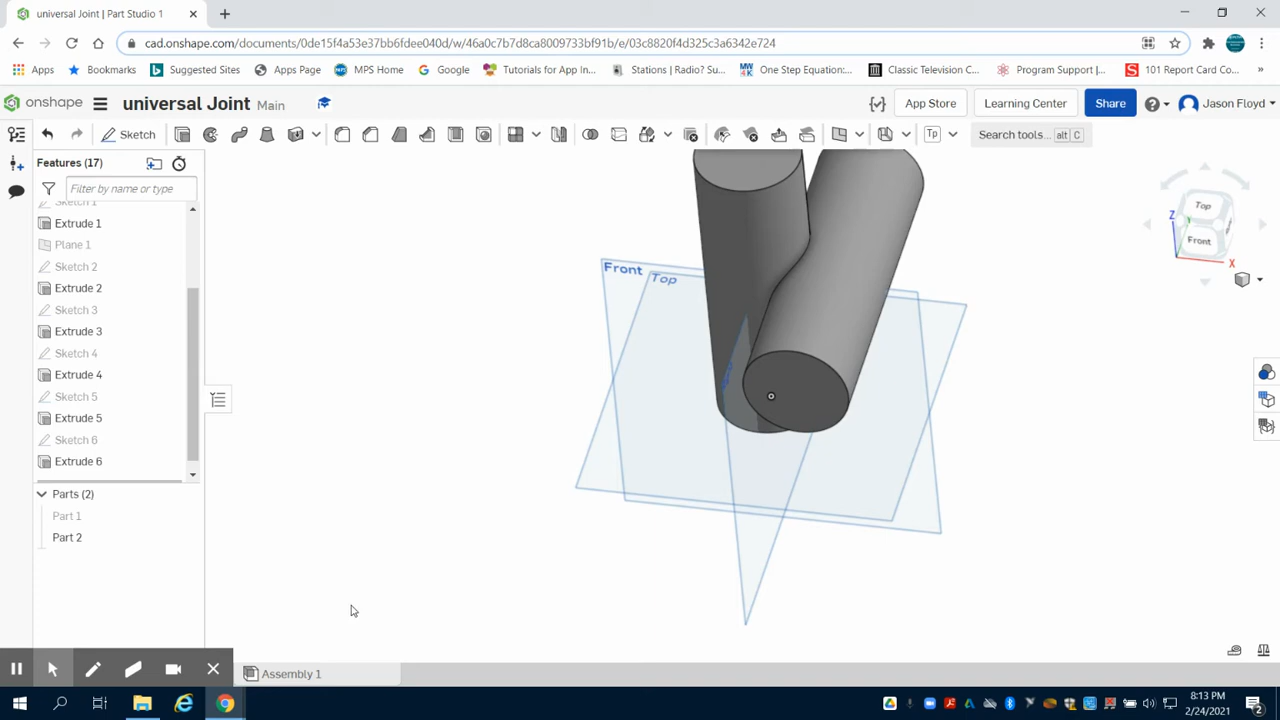 universal Joint | Part Studio 1
cad.onshape.com/documents/0de15f4a53e37bb6fdee040d/w/46a0c7b7d8ca8009733bf91b/e/03c8820f4d325c3a6342e724
Apps Bookmarks Suggested Sites Apps Page MPS Home Google Tutorials for App In... Stations | Radio? Su... One Step Equation:... Classic Television C... Program Support |... 101 Report Card Co... »
onshape universal Joint Main App Store Learning Center Share Jason Floyd
Sketch Tp Search tools... alt C
Features (17)
Filter by name or type
Sketch 1
Extrude 1
Plane 1
Sketch 2
Extrude 2
Sketch 3
Extrude 3
Sketch 4
Extrude 4
Sketch 5
Extrude 5
Sketch 6
Extrude 6
Parts (2)
Part 1
Part 2
Front Top
Top
Front
Z
Y
X
Assembly 1
8:13 PM
2/24/2021
2